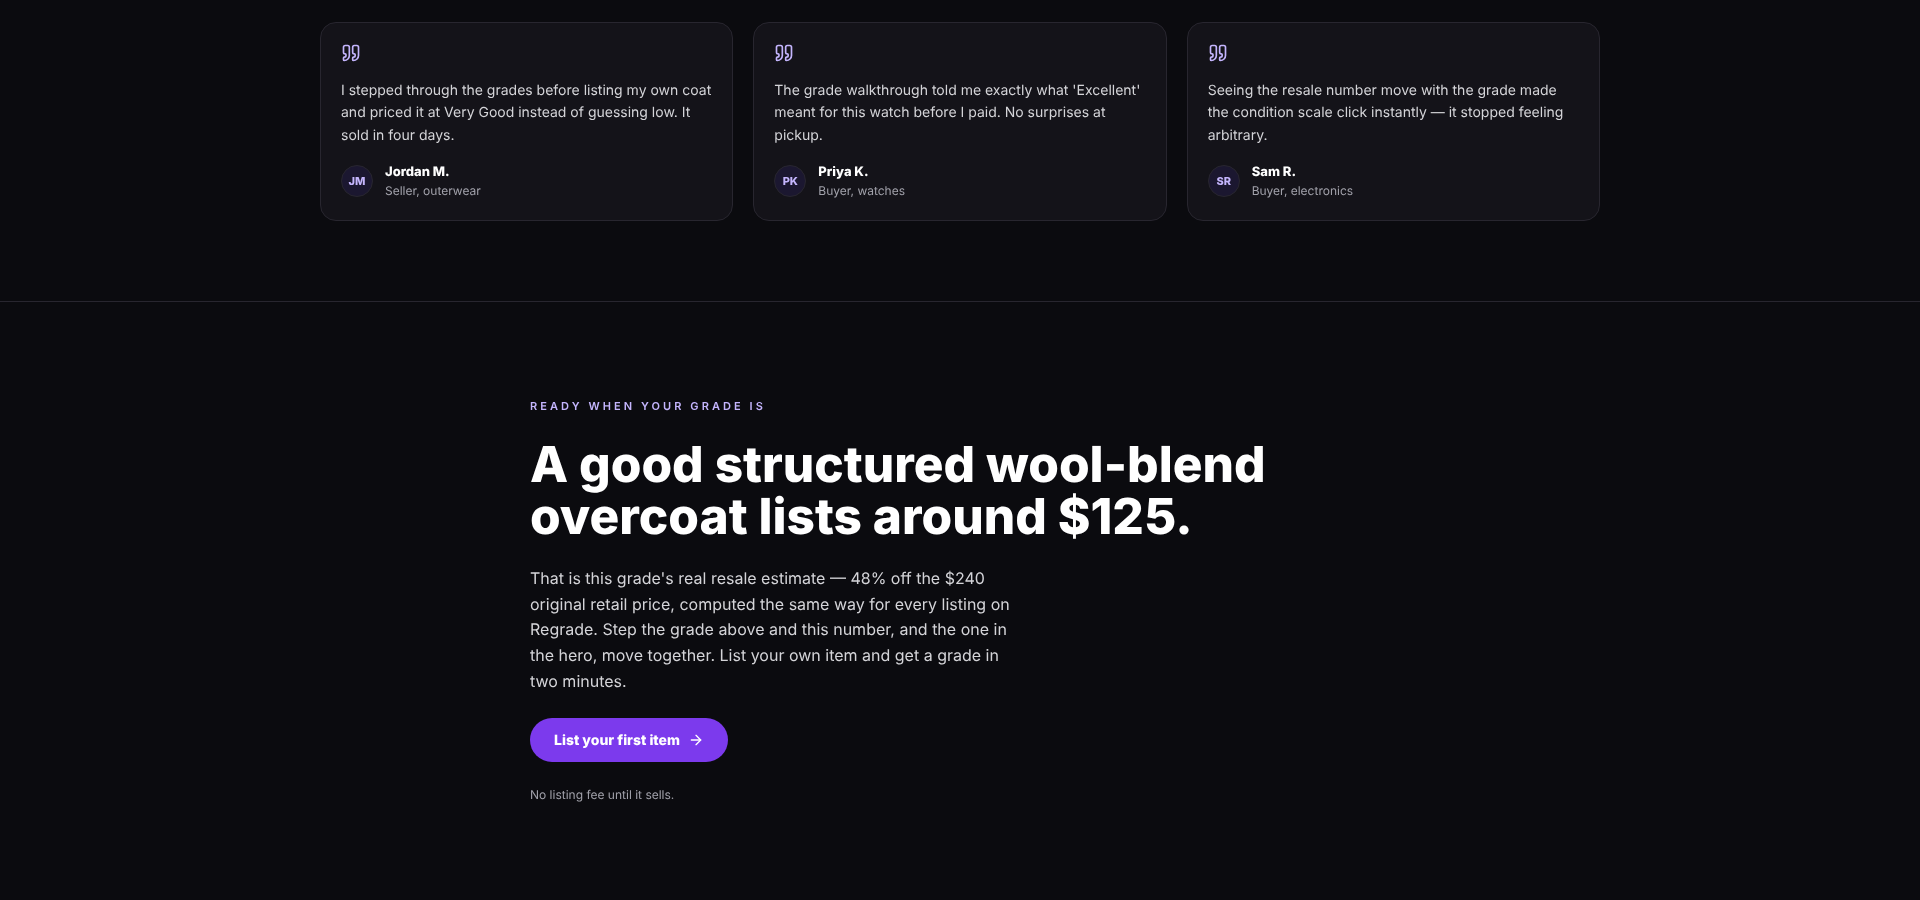 I stepped through the grades before listing my own coat
and priced it at Very Good instead of guessing low. It
sold in four days.
JM
Jordan M.
Seller, outerwear
The grade walkthrough told me exactly what 'Excellent'
meant for this watch before I paid. No surprises at
pickup.
PK
Priya K.
Buyer, watches
Seeing the resale number move with the grade made
the condition scale click instantly — it stopped feeling
arbitrary.
SR
Sam R.
Buyer, electronics
READY WHEN YOUR GRADE IS
A good structured wool-blend
overcoat lists around $125.
That is this grade's real resale estimate — 48% off the $240
original retail price, computed the same way for every listing on
Regrade. Step the grade above and this number, and the one in
the hero, move together. List your own item and get a grade in
two minutes.
List your first item →
No listing fee until it sells.